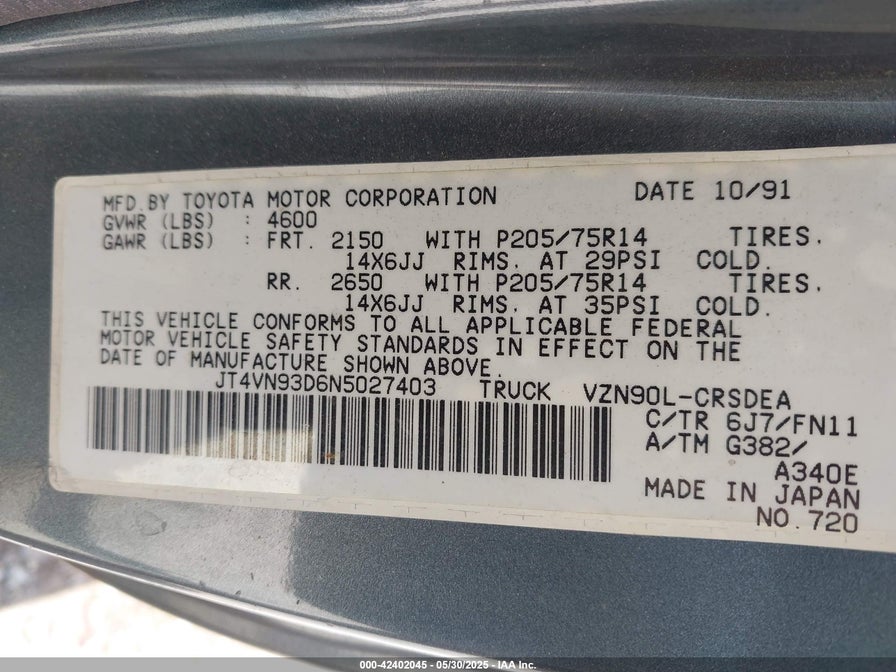 MFD. BY TOYOTA MOTOR CORPORATION DATE 10/91
GVWR (LBS) : 4600
GAWR (LBS) : FRT. 2150 WITH P205/75R14 TIRES.
14X6JJ RIMS. AT 29PSI COLD.
RR. 2650 WITH P205/75R14 TIRES.
14X6JJ RIMS. AT 35PSI COLD.
THIS VEHICLE CONFORMS TO ALL APPLICABLE FEDERAL
MOTOR VEHICLE SAFETY STANDARDS IN EFFECT ON THE
DATE OF MANUFACTURE SHOWN ABOVE.
JT4VN93D6N5027403 TRUCK VZN90L-CRSDEA
C/TR 6J7/FN11
A/TM G382/
A340E
MADE IN JAPAN
NO.720
000-42402045 - 05/30/2025 - IAA Inc.